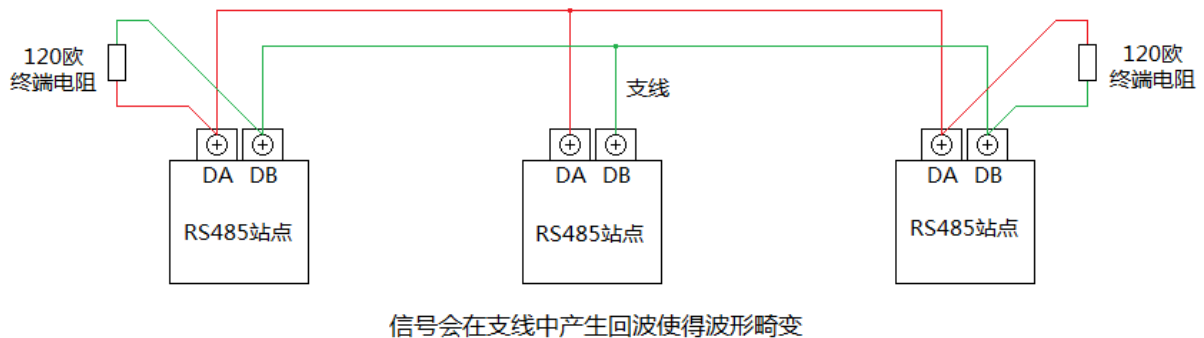 120欧
终端电阻
支线
120欧
终端电阻
DA DB
DA DB
DA DB
RS485站点
RS485站点
RS485站点
信号会在支线中产生回波使得波形畸变